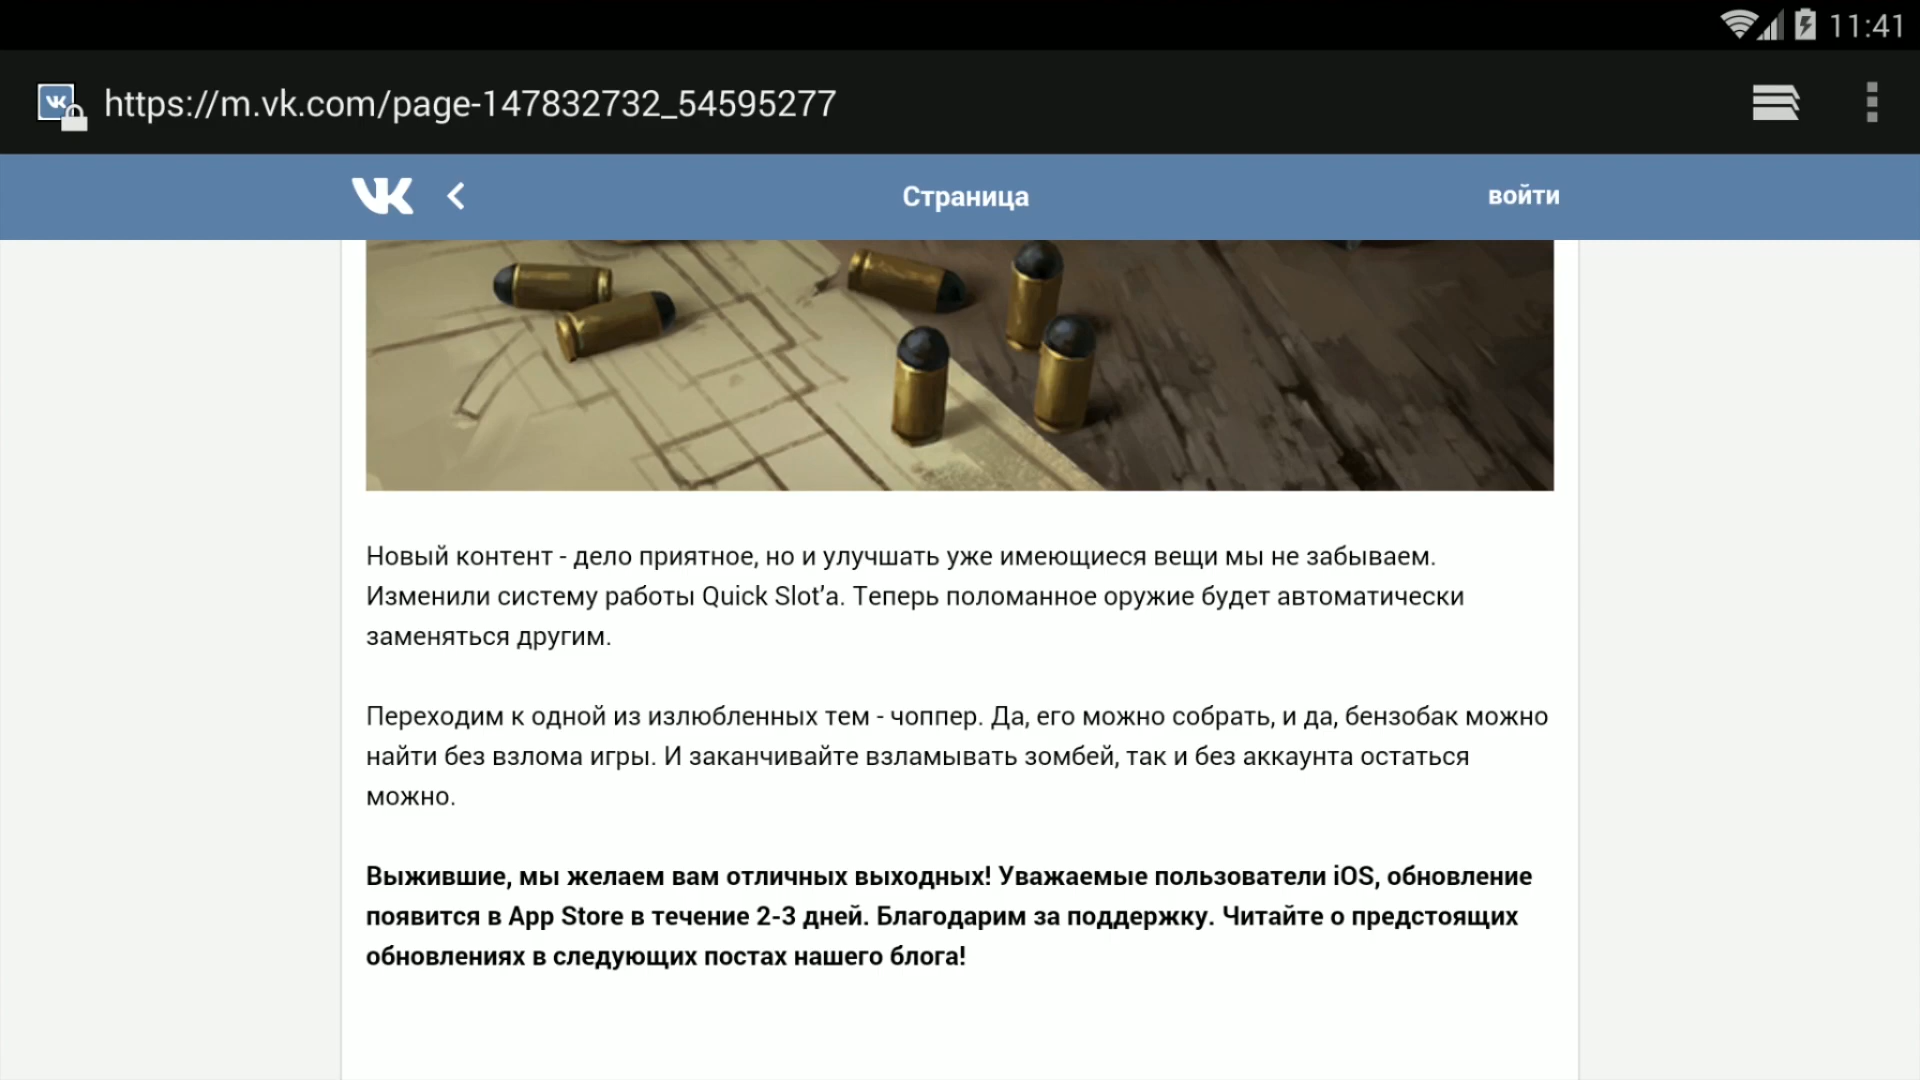 11:41
https://m.vk.com/page-147832732_54595277
Страница
войти
Новый контент - дело приятное, но и улучшать уже имеющиеся вещи мы не забываем.
Изменили систему работы Quick Slot’а. Теперь поломанное оружие будет автоматически
заменяться другим.
Переходим к одной из излюбленных тем - чоппер. Да, его можно собрать, и да, бензобак можно
найти без взлома игры. И заканчивайте взламывать зомбей, так и без аккаунта остаться
можно.
Выжившие, мы желаем вам отличных выходных! Уважаемые пользователи iOS, обновление
появится в App Store в течение 2-3 дней. Благодарим за поддержку. Читайте о предстоящих
обновлениях в следующих постах нашего блога!